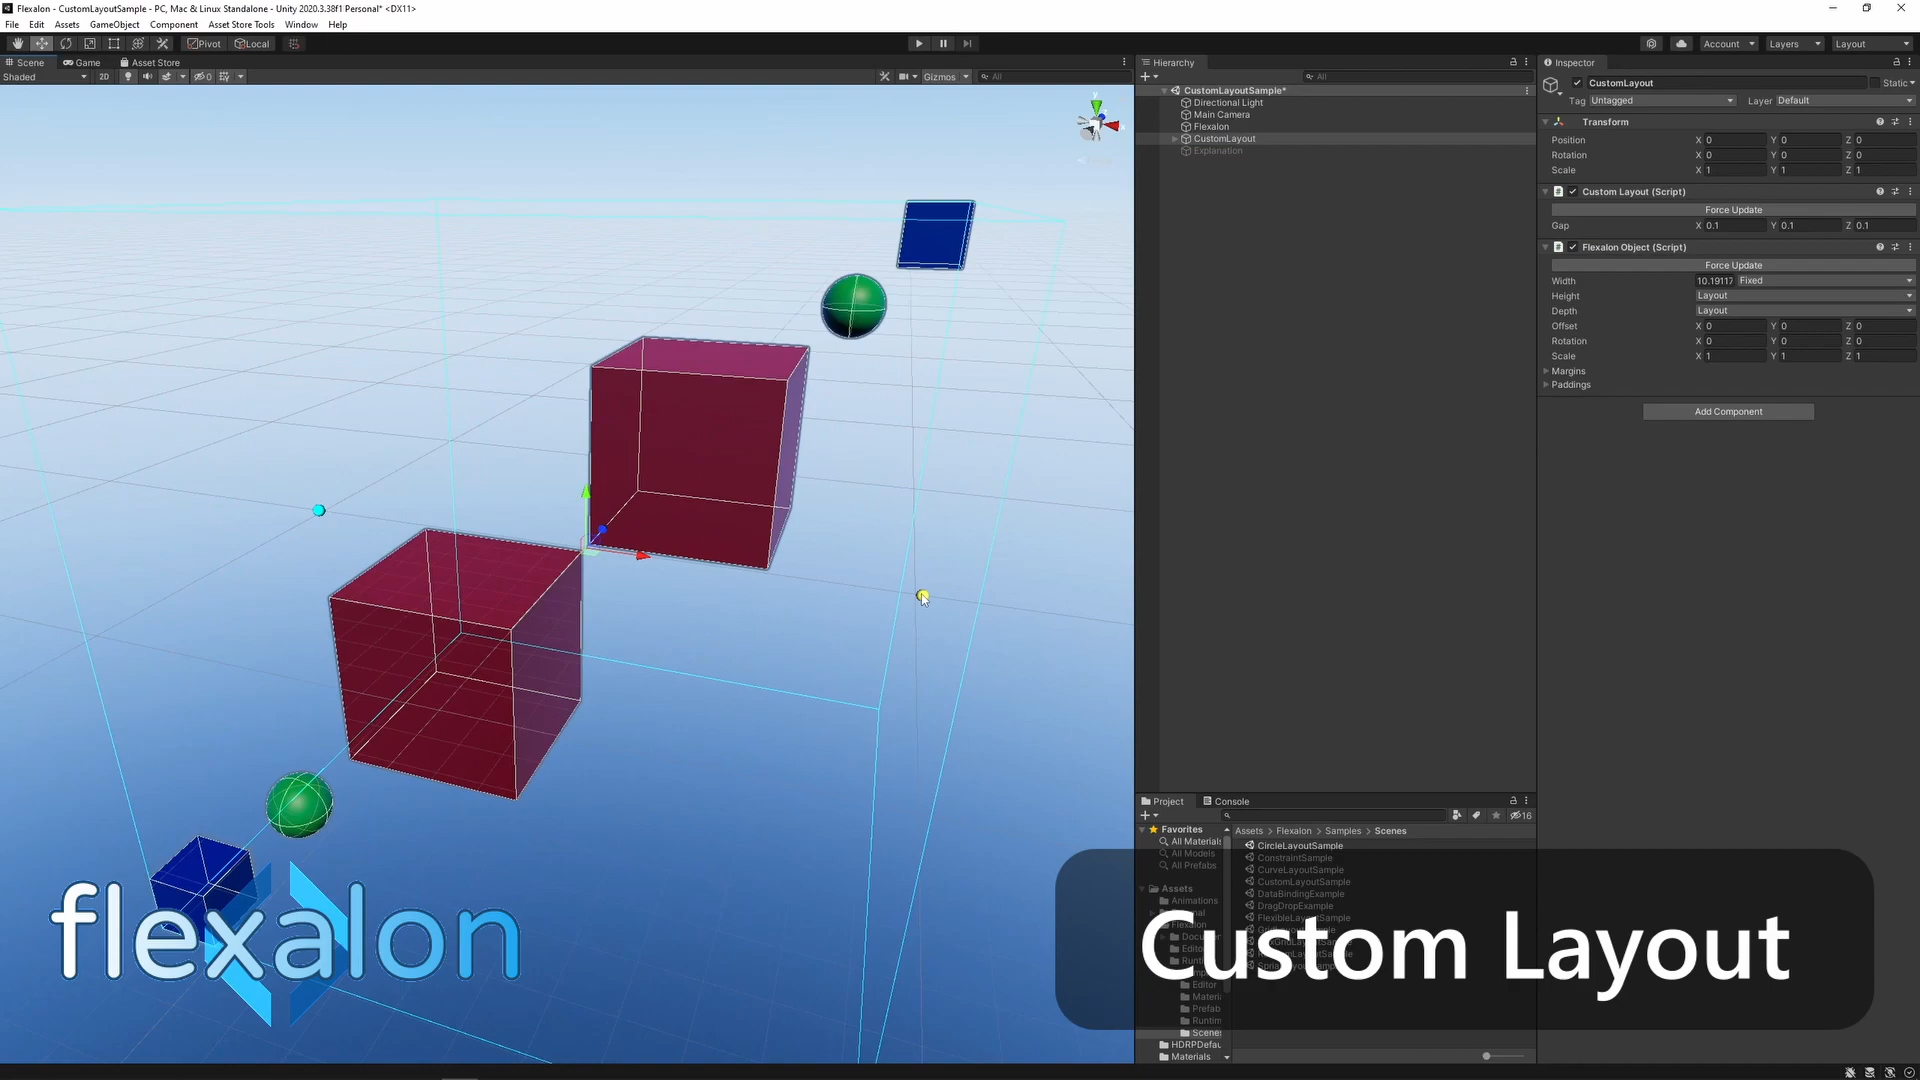 Flexalon - CustomLayoutSample - PC, Mac & Linux Standalone - Unity 2020.3.38f1 Personal* <DX11>
File Edit Assets GameObject Component Asset Store Tools Window Help
Pivot Local
Account Layers Layout
Scene Game Asset Store
Shaded 2D 0 Gizmos All
y
x
Hierarchy
All
CustomLayoutSample*
Directional Light
Main Camera
Flexalon
CustomLayout
Explanation
Inspector
CustomLayout Static
Tag Untagged Layer Default
Transform
Position X 0 Y 0 Z 0
Rotation X 0 Y 0 Z 0
Scale X 1 Y 1 Z 1
Custom Layout (Script)
Force Update
Gap X 0.1 Y 0.1 Z 0.1
Flexalon Object (Script)
Force Update
Width 10.19117 Fixed
Height Layout
Depth Layout
Offset X 0 Y 0 Z 0
Rotation X 0 Y 0 Z 0
Scale X 1 Y 1 Z 1
Margins
Paddings
Add Component
Project Console
16
Favorites
All Materials
All Models
All Prefabs
Assets
Animations
Flexalon
Docu
Editor
Runti
Editor
Materi
Prefab
Runtim
Scenes
HDRPDefau
Materials
Assets > Flexalon > Samples > Scenes
CircleLayoutSample
ConstraintSample
CurveLayoutSample
CustomLayoutSample
DataBindingExample
DragDropExample
FlexibleLayoutSample
flexalon
Custom Layout